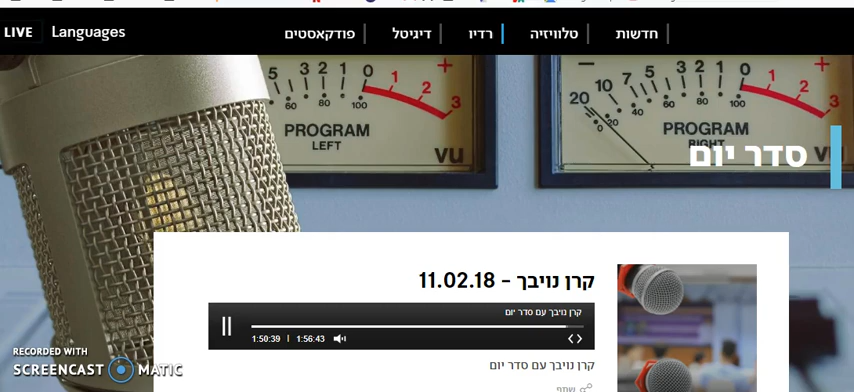 חדשות
טלוויזיה
רדיו
דיגיטל
פודקאסטים
Languages
LIVE
5 3 2 1 0 1 2 3 +
60 80 100
PROGRAM
LEFT
VU
- 20 10 7 5 3 2 1 0 1 2 3 +
0 20 40 60 80 100
PROGRAM
RIGHT
VU
סדר יום
קרן נויבך - 11.02.18
קרן נויבך עם סדר יום
1:50:39 | 1:56:43
קרן נויבך עם סדר יום
שתף
RECORDED WITH
SCREENCAST MATIC